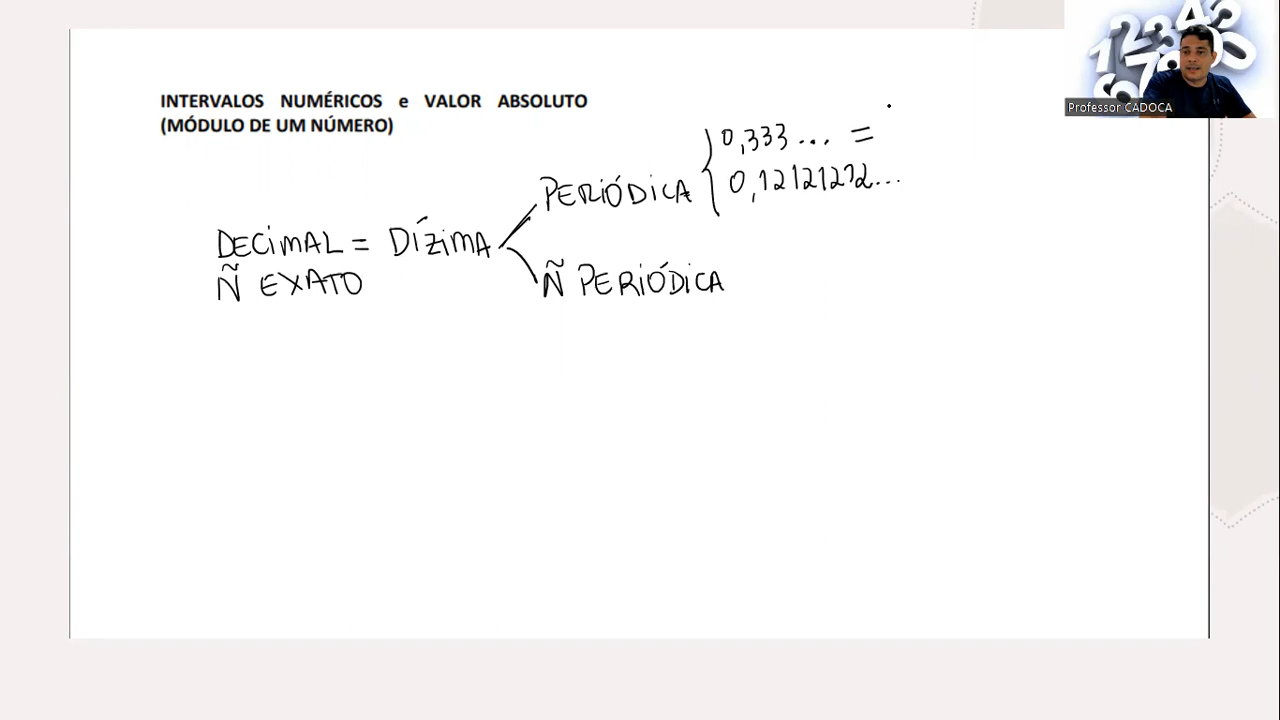 INTERVALOS NUMÉRICOS e VALOR ABSOLUTO
(MÓDULO DE UM NÚMERO)
Professor CADOCA
0,333... =
PERIÓDICA
0,12121212...
DECIMAL = DÍZIMA
Ñ EXATO
Ñ PERIÓDICA